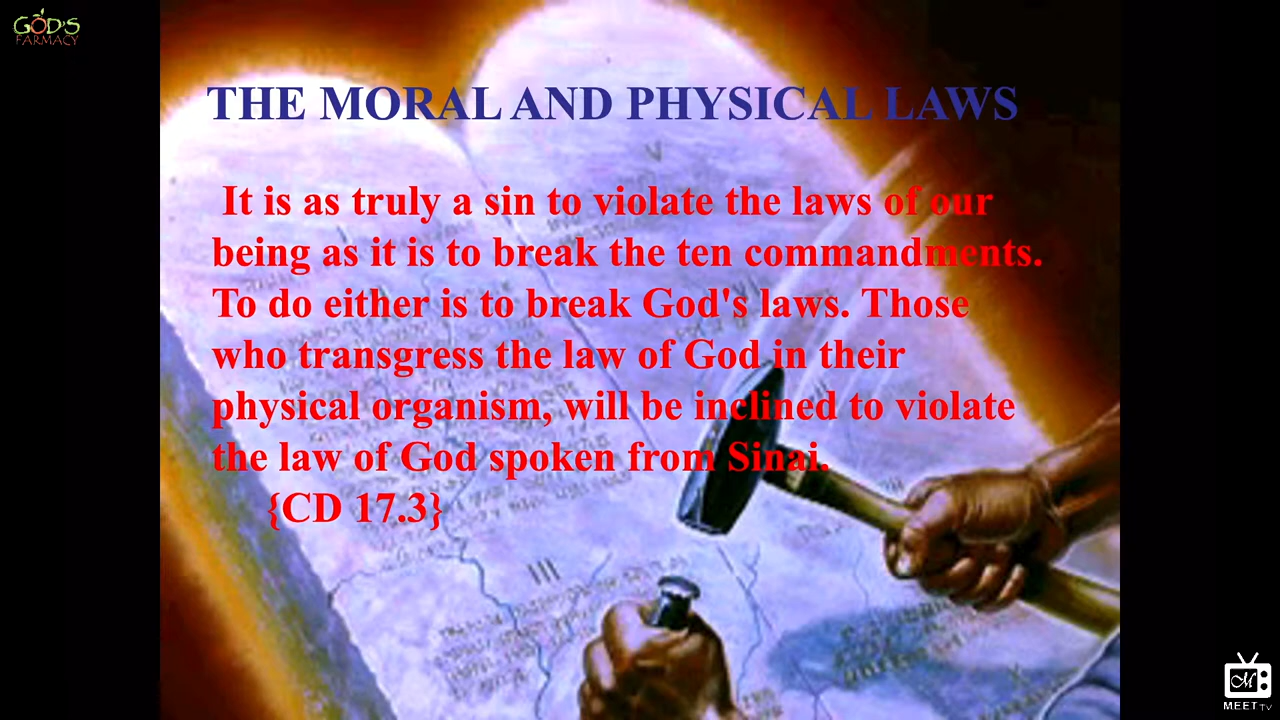 GOD'S
FARMACY
THE MORAL AND PHYSICAL LAWS
It is as truly a sin to violate the laws of our
being as it is to break the ten commandments.
To do either is to break God's laws. Those
who transgress the law of God in their
physical organism, will be inclined to violate
the law of God spoken from Sinai.
{CD 17.3}
V
III
M
MEET TV